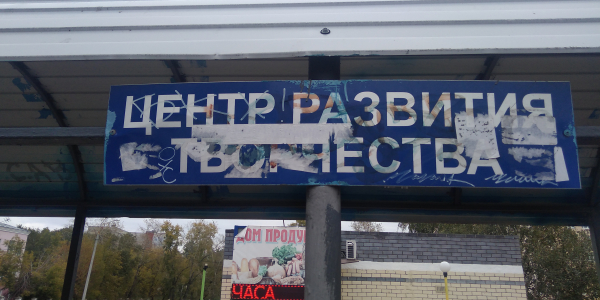 ЦЕНТР РАЗВИТИЯ
ТВОРЧЕСТВА
ДОМ ПРОДУ
ЧАСА